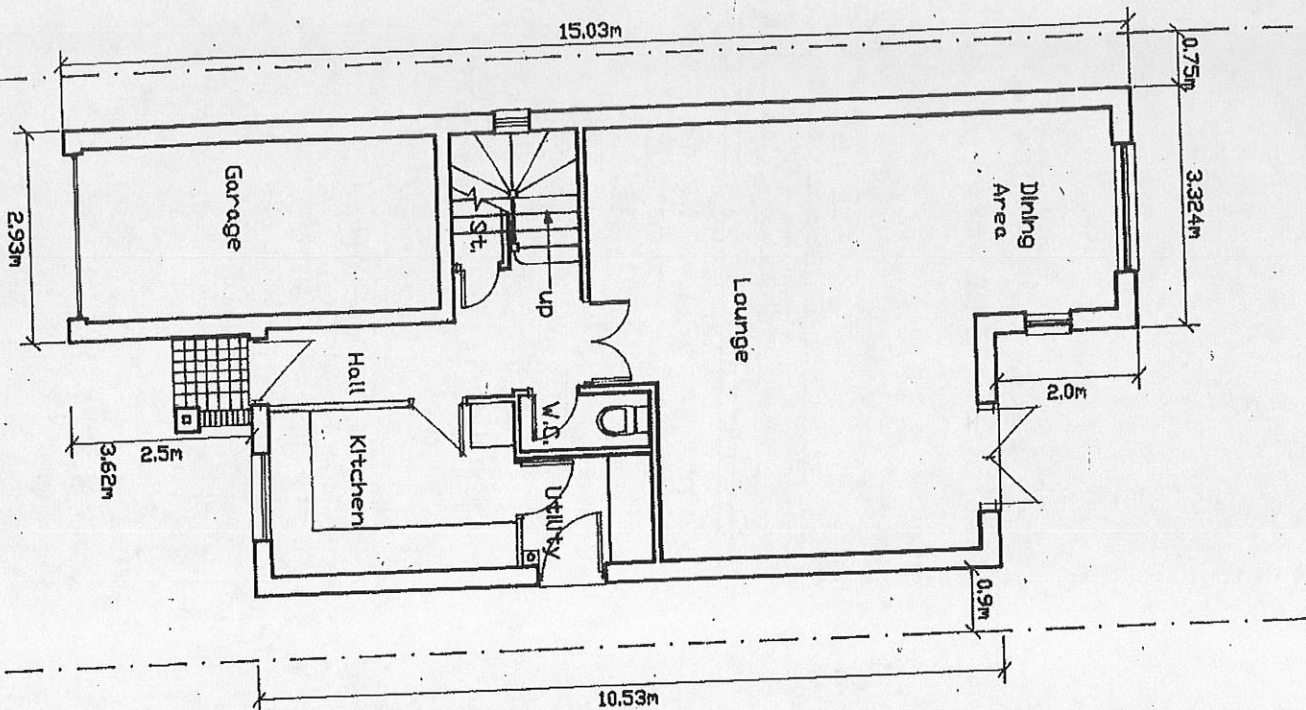 15.03m
0.75m
3.324m
2.93m
Garage
St.
up
Dining
Area
Lounge
2.0m
Hall
W.S.
Kitchen
Utility
2.5m
3.62m
0.9m
10.53m